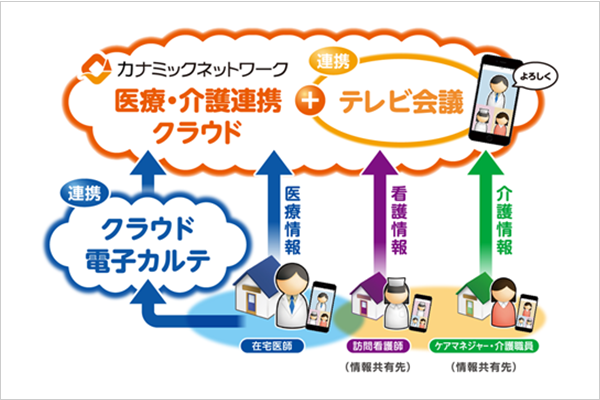 カナミックネットワーク
医療・介護連携
クラウド
+
連携
テレビ会議
よろしく
連携
クラウド
電子カルテ
医療情報
看護情報
介護情報
在宅医師
訪問看護師
ケアマネジャー・介護職員
(情報共有先)
(情報共有先)